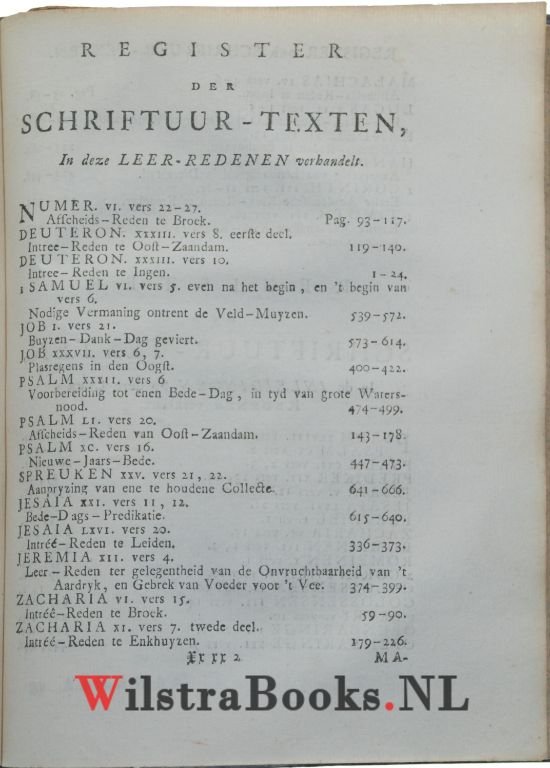 REGISTER
DER
SCHRIFTUUR-TEXTEN,
In deze LEER-REDENEN verhandelt.
NUMER. VI. vers 22-27.
Affcheids-Reden te Broek. Pag. 93-117.
DEUTERON. XXXIII. vers 8. eerſte deel.
Intree-Reden te Ooſt-Zaandam. 119-140.
DEUTERON. XXXIII. vers 10.
Intree-Reden te Ingen. 1-24.
1 SAMUEL VI. vers 5. even na het begin, en 't begin van
vers 6.
Nodige Vermaning ontrent de Veld-Muyzen. 539-572.
JOB I. vers 21.
Buyzen-Dank-Dag geviert. 573-614.
JOB XXXVII. vers 6, 7.
Plasregens in den Oogſt. 400-422.
PSALM XXXII. vers 6
Voorbereiding tot enen Bede-Dag, in tyd van grote Waters-
nood. 474-499.
PSALM LI. vers 20.
Affcheids-Reden van Ooſt-Zaandam. 143-178.
PSALM XC. vers 16.
Nieuwe-Jaars-Bede. 447-473.
SPREUKEN XXV. vers 21, 22.
Aanpryzing van ene te houdene Collecte. 641-666.
JESAIA XXI. vers 11, 12.
Bede-Dags-Predikatie. 615-640.
JESAIA LXVI. vers 20.
Intréé-Reden te Leiden. 336-373.
JEREMIA XII. vers 4.
Leer-Reden ter gelegentheid van de Onvruchtbaarheid van 't
Aardryk, en Gebrek van Voeder voor 't Vee. 374-399.
ZACHARIA VI. vers 15.
Intréê-Reden te Broek. 59-90.
ZACHARIA XI. vers 7. twede deel.
Intréé-Reden te Enkhuyzen. 179-226.
Xx xx 2 MA-
WilstraBooks.NL